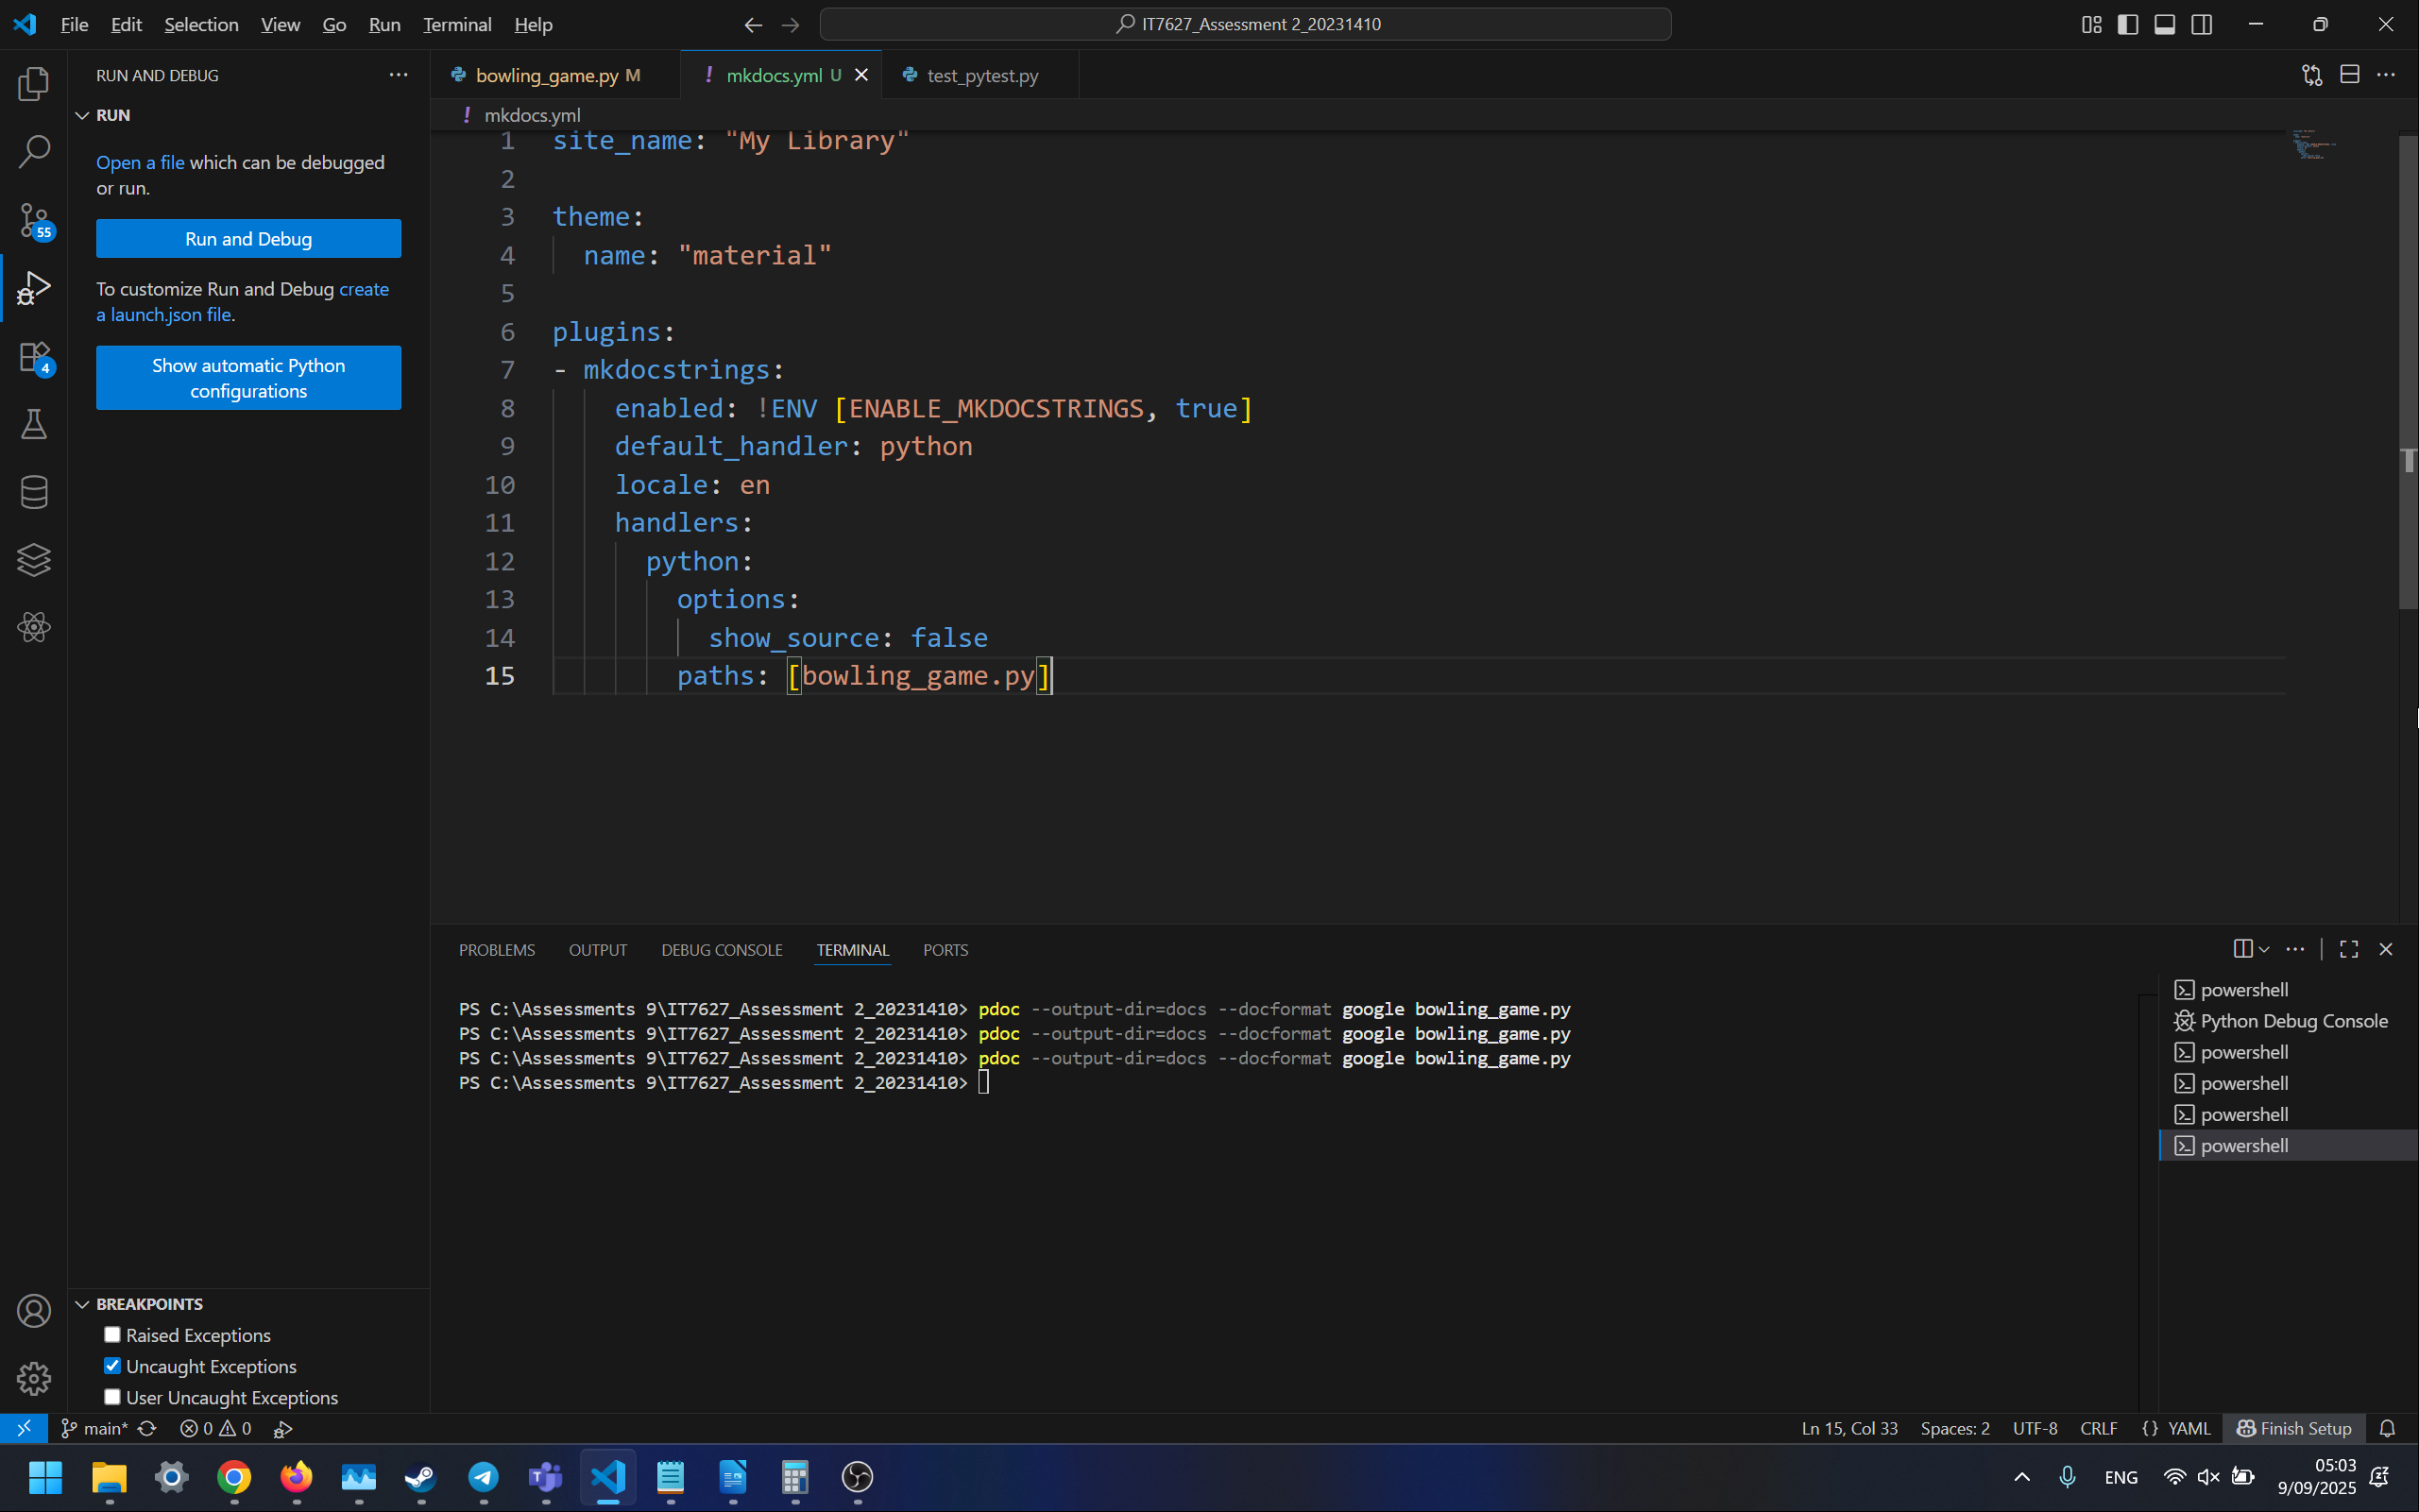 File Edit Selection View Go Run Terminal Help
IT7627_Assessment 2_20231410
RUN AND DEBUG
bowling_game.py M
mkdocs.yml U
test_pytest.py
RUN
mkdocs.yml
Open a file which can be debugged
or run.
Run and Debug
To customize Run and Debug create
a launch.json file.
Show automatic Python
configurations
55
4
1 site_name: "My Library"
2
3 theme:
4 name: "material"
5
6 plugins:
7 - mkdocstrings:
8 enabled: !ENV [ENABLE_MKDOCSTRINGS, true]
9 default_handler: python
10 locale: en
11 handlers:
12 python:
13 options:
14 show_source: false
15 paths: [bowling_game.py]
PROBLEMS OUTPUT DEBUG CONSOLE TERMINAL PORTS
PS C:\Assessments 9\IT7627_Assessment 2_20231410> pdoc --output-dir=docs --docformat google bowling_game.py
PS C:\Assessments 9\IT7627_Assessment 2_20231410> pdoc --output-dir=docs --docformat google bowling_game.py
PS C:\Assessments 9\IT7627_Assessment 2_20231410> pdoc --output-dir=docs --docformat google bowling_game.py
PS C:\Assessments 9\IT7627_Assessment 2_20231410>
powershell
Python Debug Console
powershell
powershell
powershell
powershell
BREAKPOINTS
Raised Exceptions
Uncaught Exceptions
User Uncaught Exceptions
main* 0 0
Ln 15, Col 33 Spaces: 2 UTF-8 CRLF {} YAML Finish Setup
ENG
05:03
9/09/2025